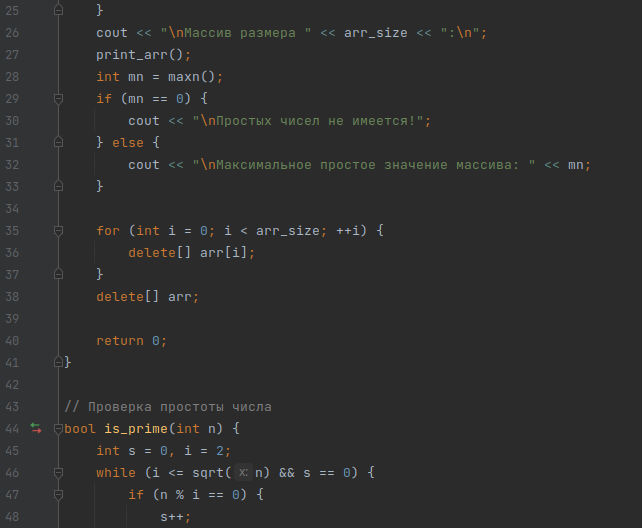 25 }
26 cout << "\nМассив размера " << arr_size << ":\n";
27 print_arr();
28 int mn = maxn();
29 if (mn == 0) {
30 cout << "\nПростых чисел не имеется!";
31 } else {
32 cout << "\nМаксимальное простое значение массива: " << mn;
33 }
34
35 for (int i = 0; i < arr_size; ++i) {
36 delete[] arr[i];
37 }
38 delete[] arr;
39
40 return 0;
41 }
42
43 // Проверка простоты числа
44 bool is_prime(int n) {
45 int s = 0, i = 2;
46 while (i <= sqrt( x: n) && s == 0) {
47 if (n % i == 0) {
48 s++;